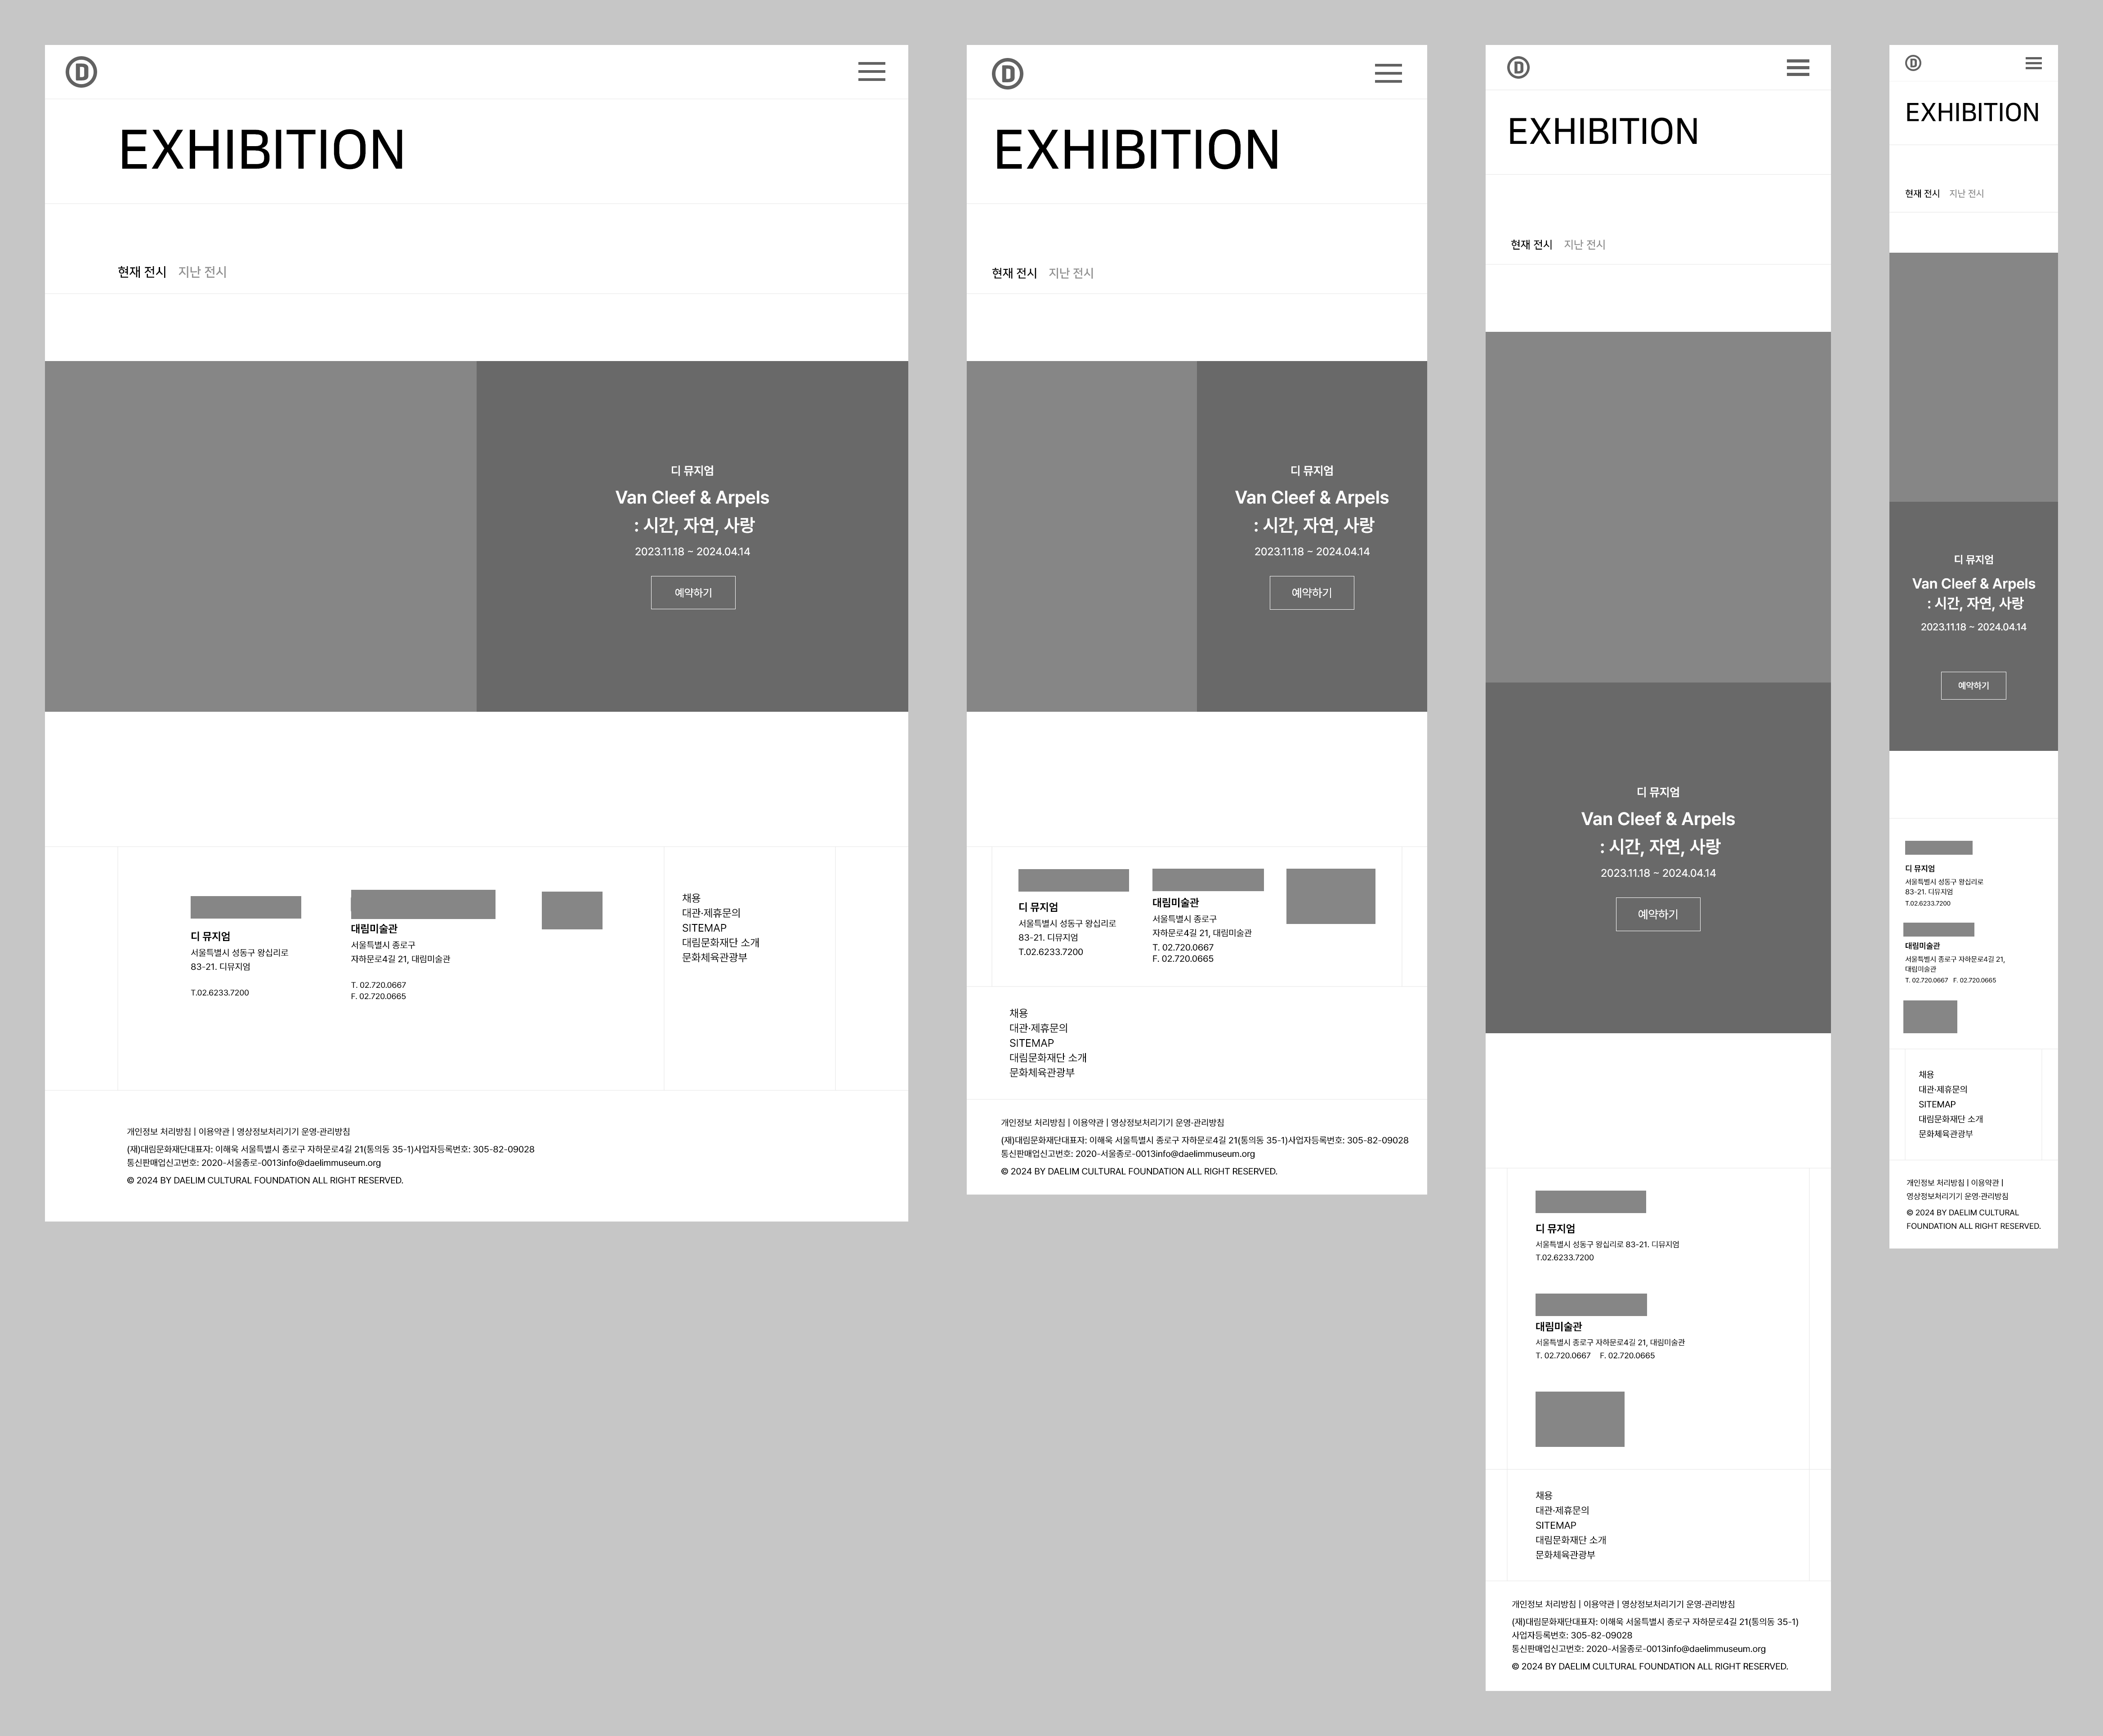 D
EXHIBITION
현재 전시 지난 전시
디 뮤지엄
Van Cleef & Arpels
: 시간, 자연, 사랑
2023.11.18 ~ 2024.04.14
예약하기
디 뮤지엄
서울특별시 성동구 왕십리로
83-21. 디뮤지엄
T.02.6233.7200
대림미술관
서울특별시 종로구
자하문로4길 21, 대림미술관
T. 02.720.0667
F. 02.720.0665
채용
대관·제휴문의
SITEMAP
대림문화재단 소개
문화체육관광부
개인정보 처리방침 | 이용약관 | 영상정보처리기기 운영·관리방침
(재)대림문화재단대표자: 이해욱 서울특별시 종로구 자하문로4길 21(통의동 35-1)사업자등록번호: 305-82-09028
통신판매업신고번호: 2020-서울종로-0013info@daelimmuseum.org
© 2024 BY DAELIM CULTURAL FOUNDATION ALL RIGHT RESERVED.
D
EXHIBITION
현재 전시 지난 전시
디 뮤지엄
Van Cleef & Arpels
: 시간, 자연, 사랑
2023.11.18 ~ 2024.04.14
예약하기
디 뮤지엄
서울특별시 성동구 왕십리로
83-21. 디뮤지엄
T.02.6233.7200
대림미술관
서울특별시 종로구
자하문로4길 21, 대림미술관
T. 02.720.0667
F. 02.720.0665
채용
대관·제휴문의
SITEMAP
대림문화재단 소개
문화체육관광부
개인정보 처리방침 | 이용약관 | 영상정보처리기기 운영·관리방침
(재)대림문화재단대표자: 이해욱 서울특별시 종로구 자하문로4길 21(통의동 35-1)사업자등록번호: 305-82-09028
통신판매업신고번호: 2020-서울종로-0013info@daelimmuseum.org
© 2024 BY DAELIM CULTURAL FOUNDATION ALL RIGHT RESERVED.
D
EXHIBITION
현재 전시 지난 전시
디 뮤지엄
Van Cleef & Arpels
: 시간, 자연, 사랑
2023.11.18 ~ 2024.04.14
예약하기
디 뮤지엄
서울특별시 성동구 왕십리로 83-21. 디뮤지엄
T.02.6233.7200
대림미술관
서울특별시 종로구 자하문로4길 21, 대림미술관
T. 02.720.0667 F. 02.720.0665
채용
대관·제휴문의
SITEMAP
대림문화재단 소개
문화체육관광부
개인정보 처리방침 | 이용약관 | 영상정보처리기기 운영·관리방침
(재)대림문화재단대표자: 이해욱 서울특별시 종로구 자하문로4길 21(통의동 35-1)
사업자등록번호: 305-82-09028
통신판매업신고번호: 2020-서울종로-0013info@daelimmuseum.org
© 2024 BY DAELIM CULTURAL FOUNDATION ALL RIGHT RESERVED.
D
EXHIBITION
현재 전시 지난 전시
디 뮤지엄
Van Cleef & Arpels
: 시간, 자연, 사랑
2023.11.18 ~ 2024.04.14
예약하기
디 뮤지엄
서울특별시 성동구 왕십리로
83-21. 디뮤지엄
T.02.6233.7200
대림미술관
서울특별시 종로구 자하문로4길 21,
대림미술관
T. 02.720.0667 F. 02.720.0665
채용
대관·제휴문의
SITEMAP
대림문화재단 소개
문화체육관광부
개인정보 처리방침 | 이용약관 |
영상정보처리기기 운영·관리방침
© 2024 BY DAELIM CULTURAL
FOUNDATION ALL RIGHT RESERVED.